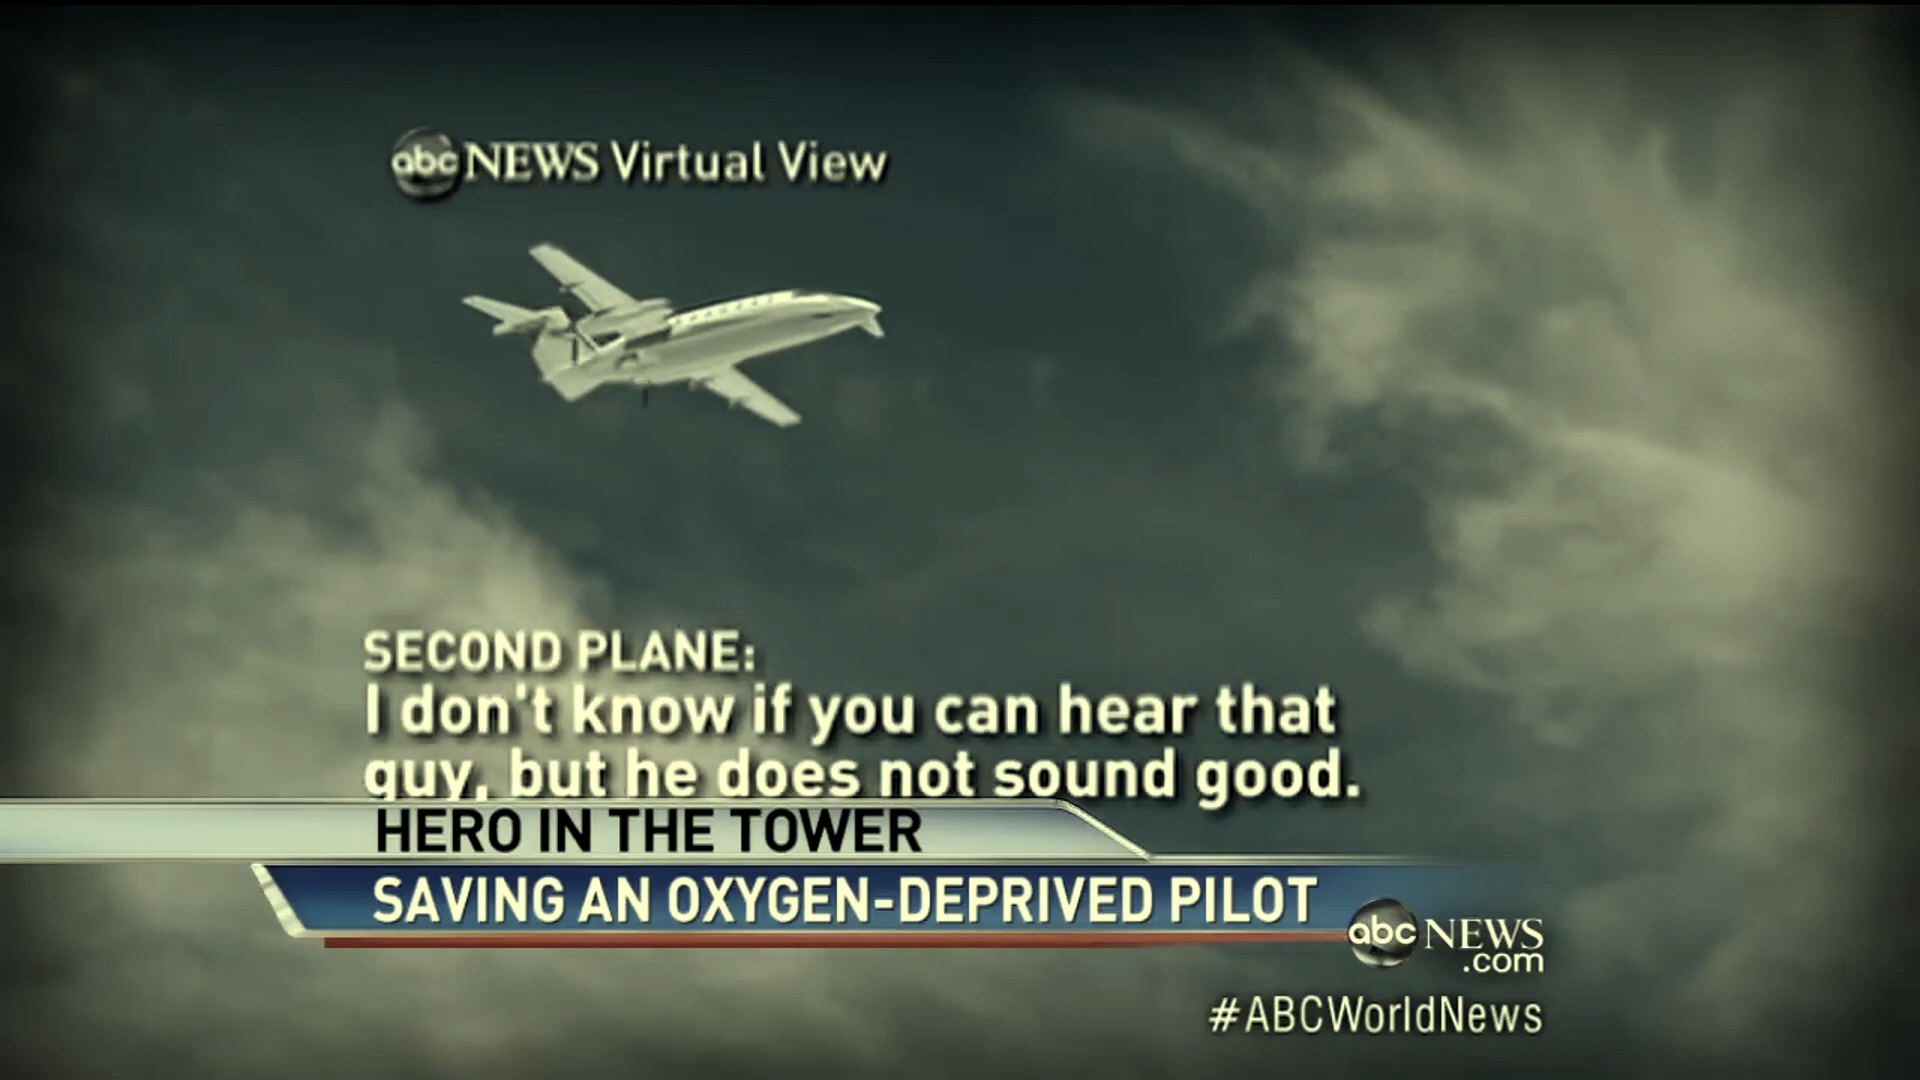 abc NEWS Virtual View
SECOND PLANE:
I don't know if you can hear that
guy, but he does not sound good.
HERO IN THE TOWER
SAVING AN OXYGEN-DEPRIVED PILOT
abc NEWS
.com
#ABCWorldNews